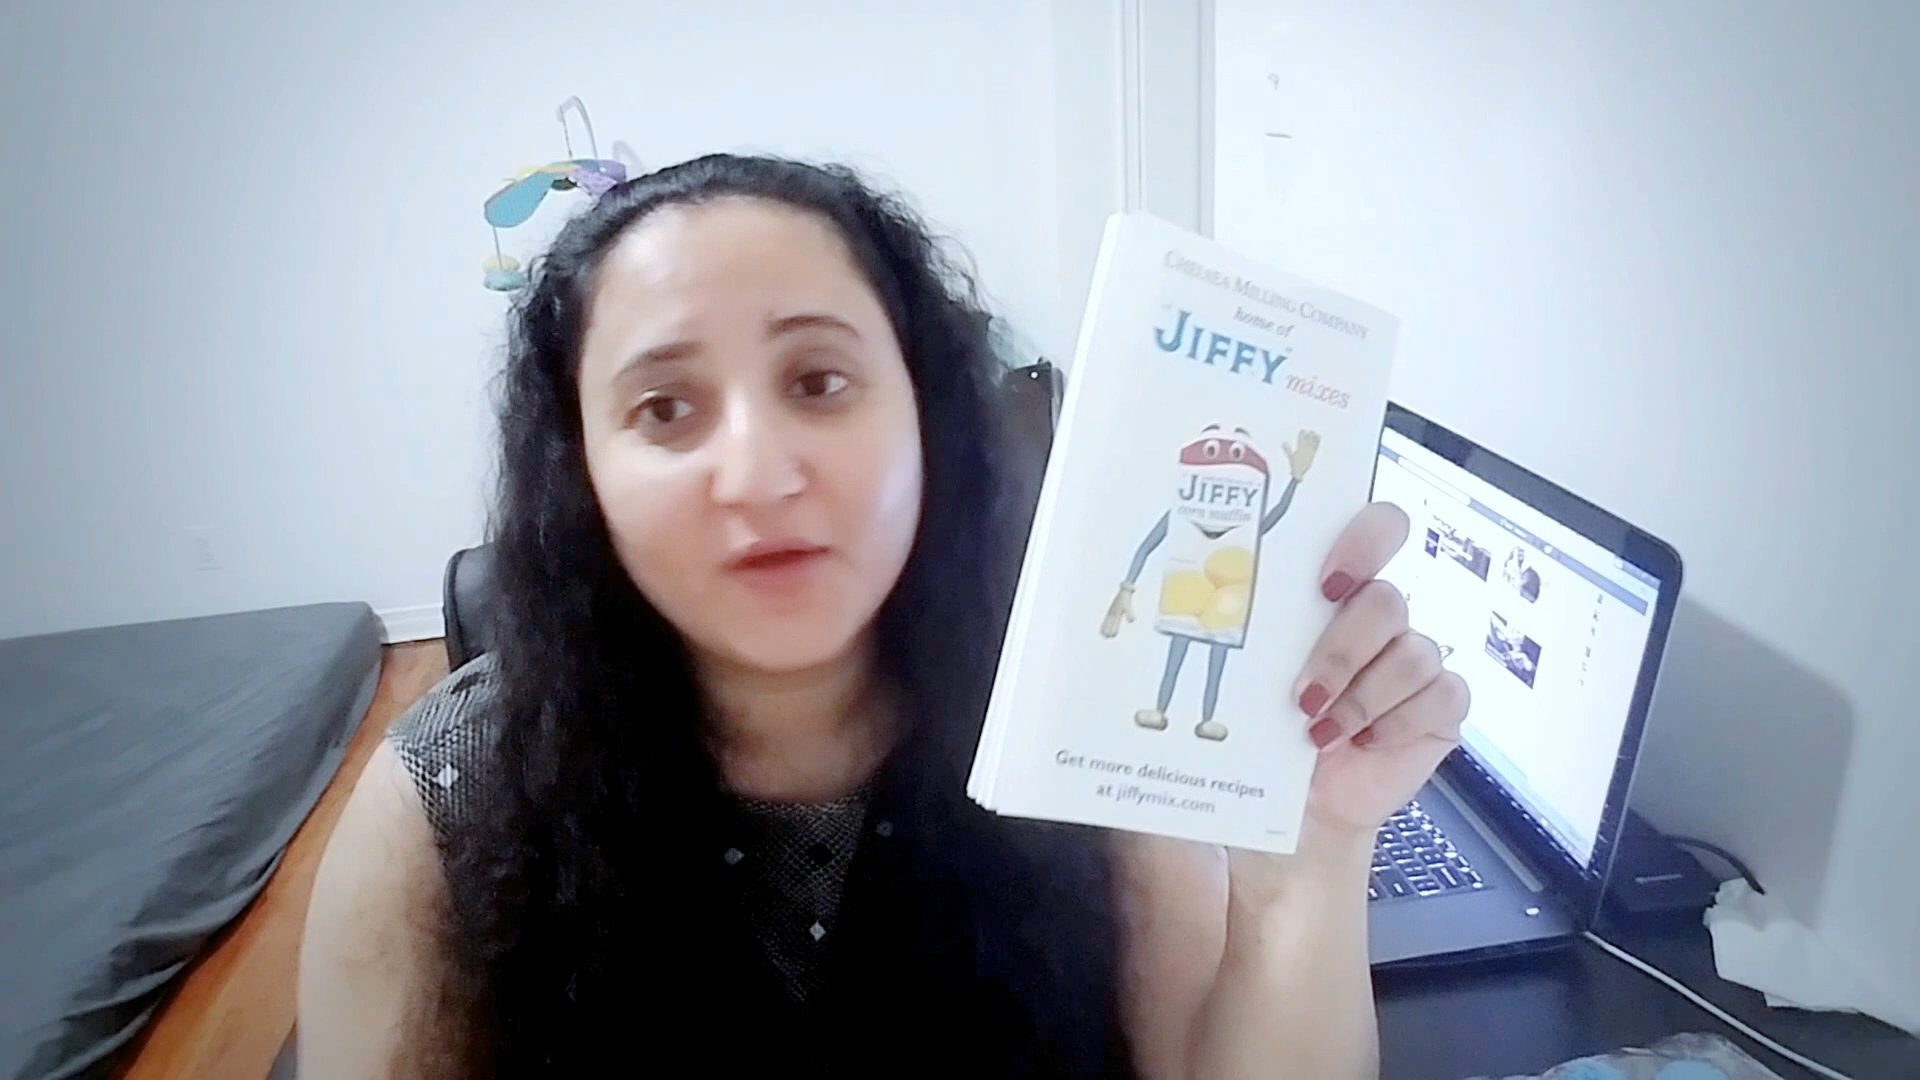 CHELSEA MILLING COMPANY
home of
"JIFFY" mixes
JIFFY
corn muffin
Get more delicious recipes
at jiffymix.com